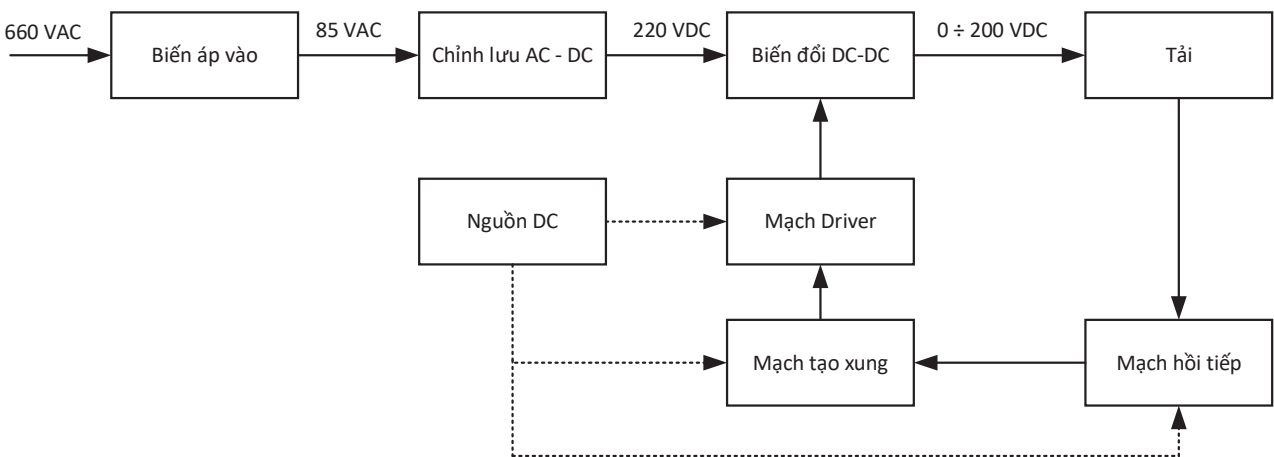 660 VAC
Biến áp vào
85 VAC
Chỉnh lưu AC - DC
220 VDC
Biến đổi DC-DC
0 ÷ 200 VDC
Tải
Nguồn DC
Mạch Driver
Mạch tạo xung
Mạch hồi tiếp